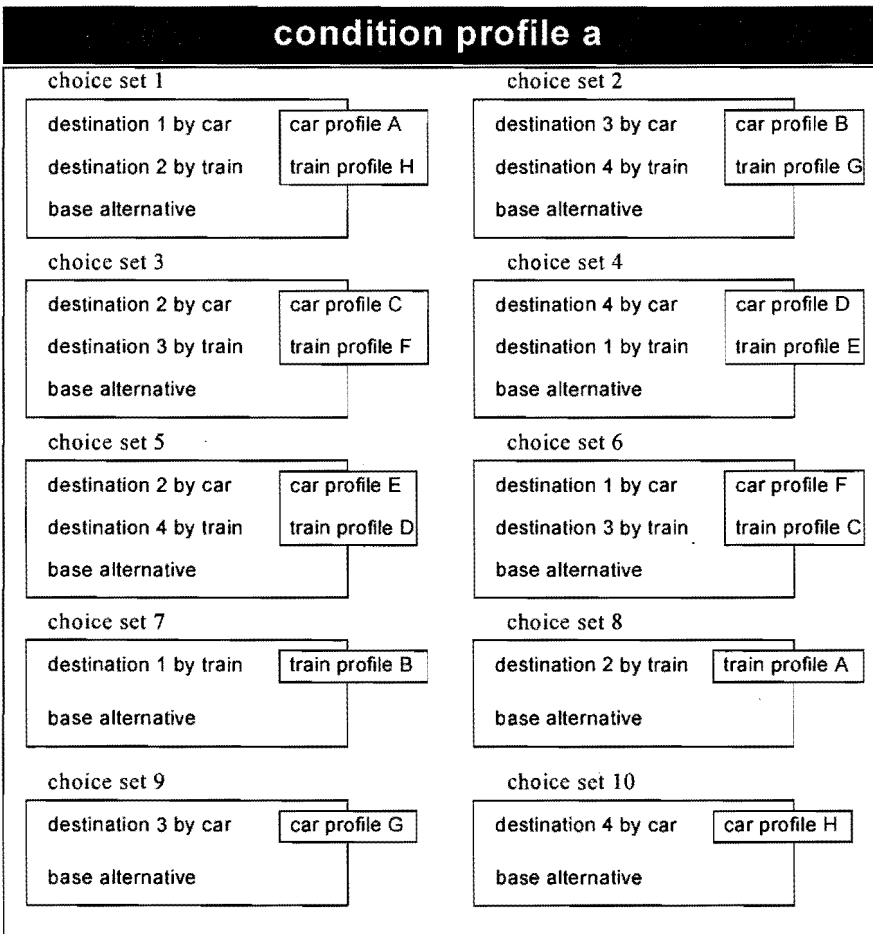 condition profile a
choice set 1
destination 1 by car car profile A
destination 2 by train train profile H
base alternative
choice set 2
destination 3 by car car profile B
destination 4 by train train profile G
base alternative
choice set 3
destination 2 by car car profile C
destination 3 by train train profile F
base alternative
choice set 4
destination 4 by car car profile D
destination 1 by train train profile E
base alternative
choice set 5
destination 2 by car car profile E
destination 4 by train train profile D
base alternative
choice set 6
destination 1 by car car profile F
destination 3 by train train profile C
base alternative
choice set 7
destination 1 by train train profile B
base alternative
choice set 8
destination 2 by train train profile A
base alternative
choice set 9
destination 3 by car car profile G
base alternative
choice set 10
destination 4 by car car profile H
base alternative